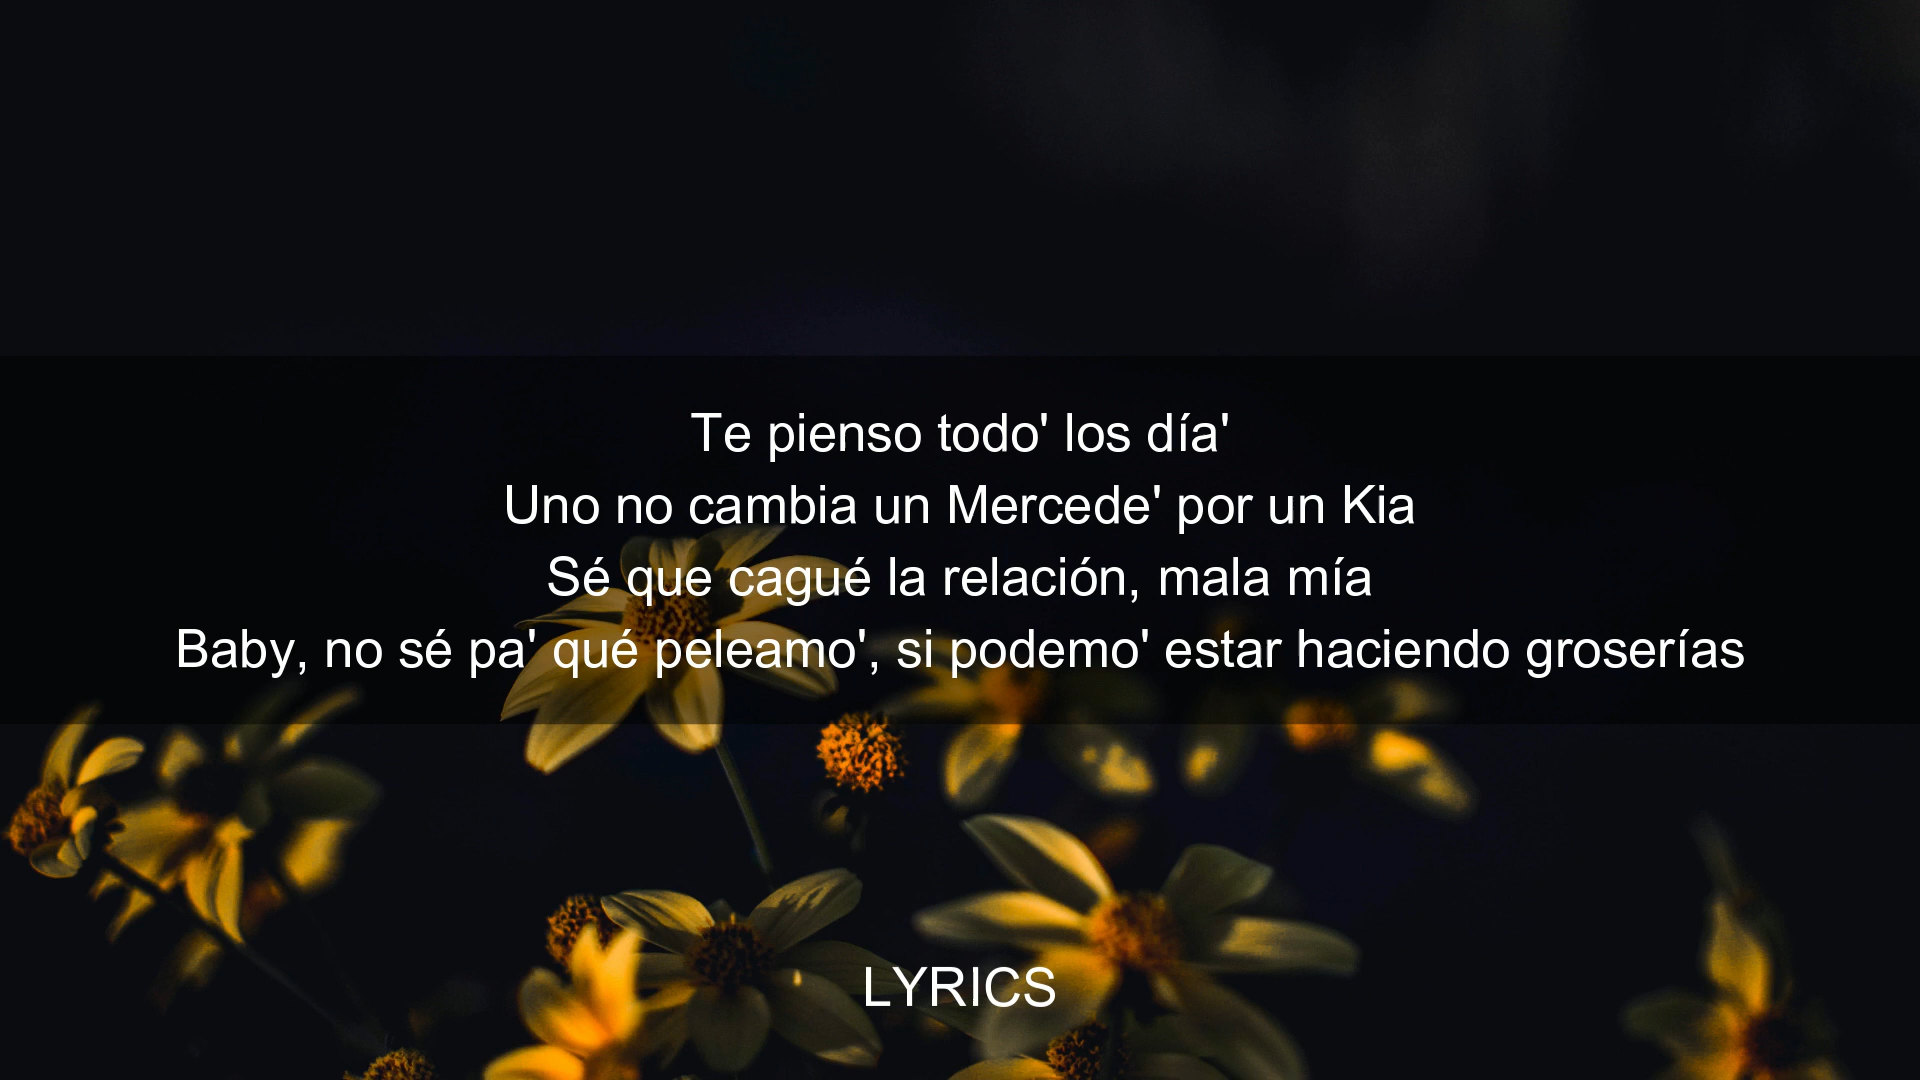 Te pienso todo' los día'
Uno no cambia un Mercede' por un Kia
Sé que cagué la relación, mala mía
Baby, no sé pa' qué peleamo', si podemo' estar haciendo groserías
LYRICS